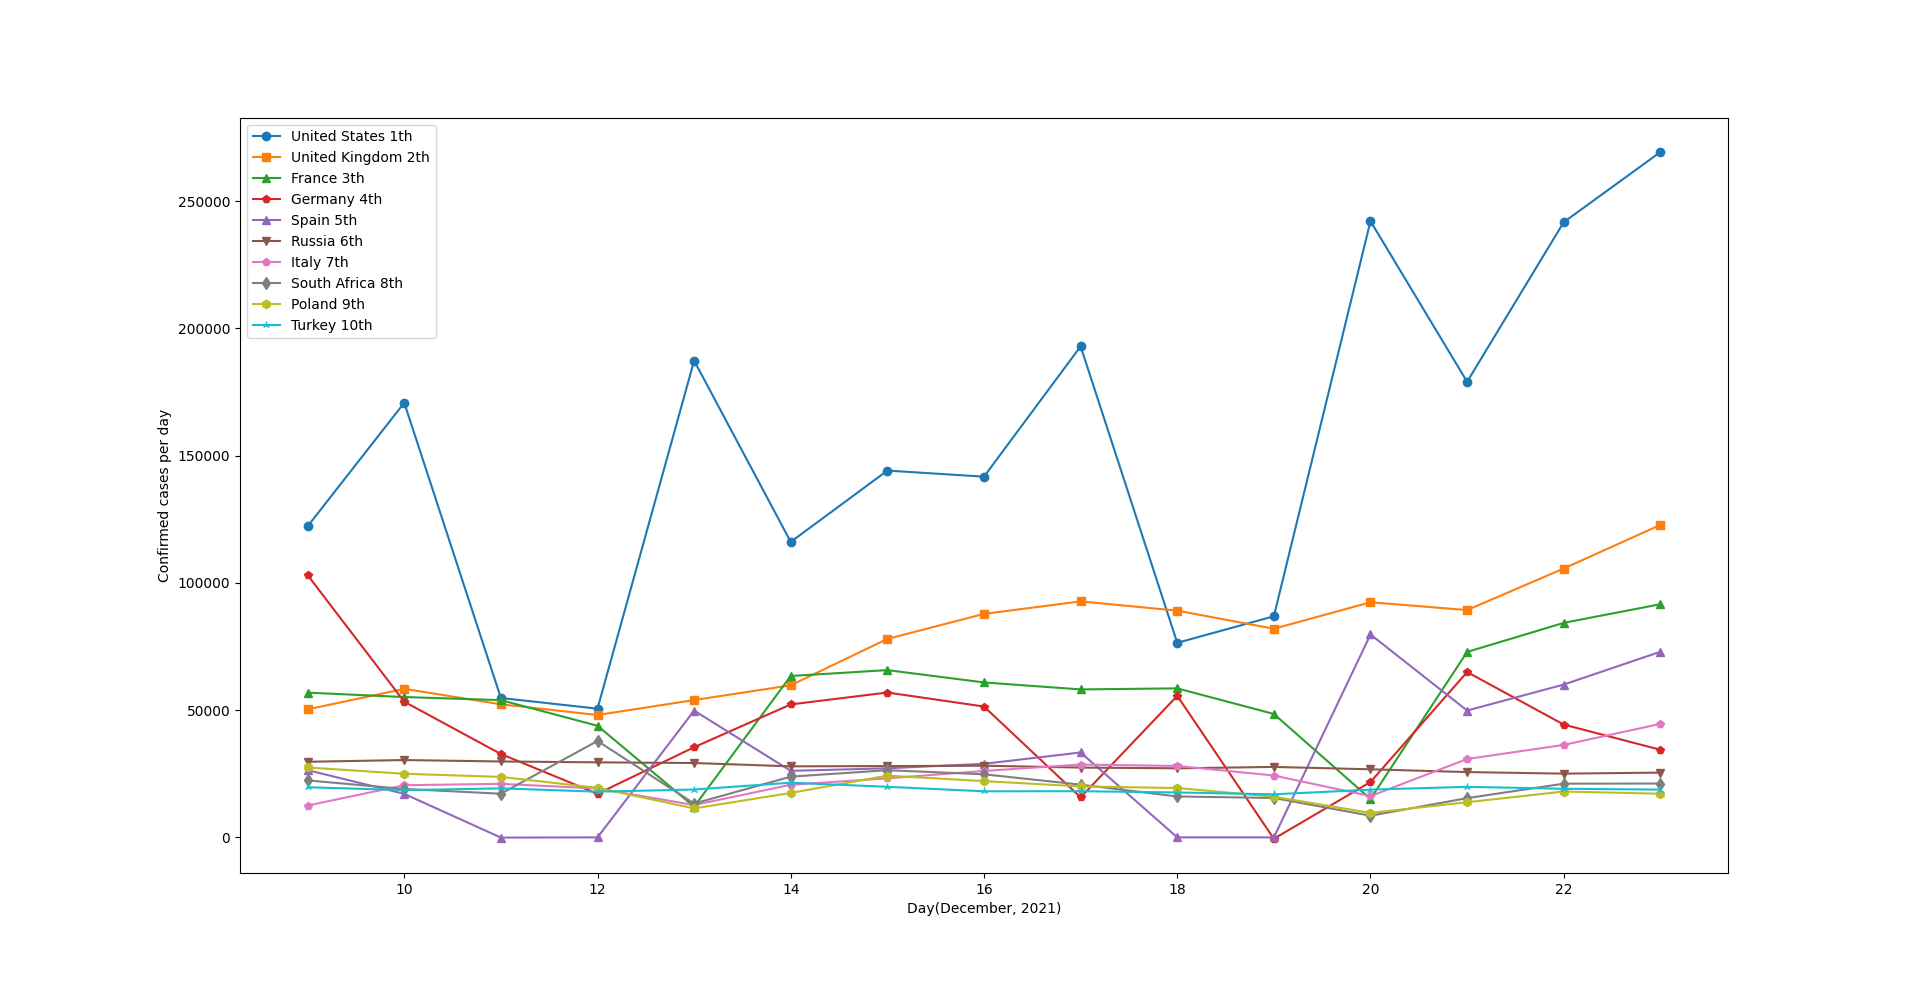 United States 1th
United Kingdom 2th
France 3th
Germany 4th
Spain 5th
Russia 6th
Italy 7th
South Africa 8th
Poland 9th
Turkey 10th
250000
200000
150000
100000
50000
0
Confirmed cases per day
10 12 14 16 18 20 22
Day(December, 2021)